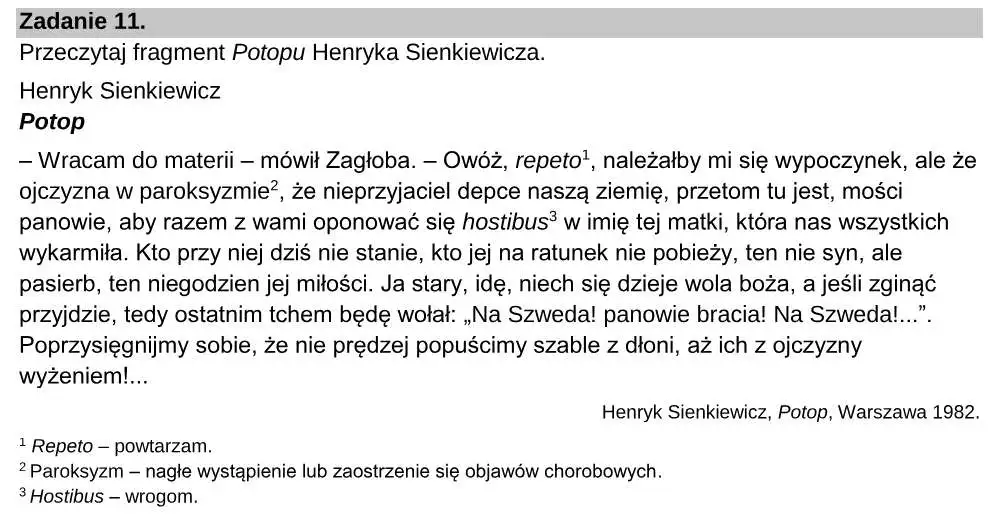 Zadanie 11.
Przeczytaj fragment Potopu Henryka Sienkiewicza.
Henryk Sienkiewicz
Potop
– Wracam do materii – mówił Zagłoba. – Owóż, repeto¹, należałby mi się wypoczynek, ale że
ojczyzna w paroksyzmie², że nieprzyjaciel depce naszą ziemię, przetom tu jest, mości
panowie, aby razem z wami oponować się hostibus³ w imię tej matki, która nas wszystkich
wykarmiła. Kto przy niej dziś nie stanie, kto jej na ratunek nie pobieży, ten nie syn, ale
pasierb, ten niegodzien jej miłości. Ja stary, idę, niech się dzieje wola boża, a jeśli zginąć
przyjdzie, tedy ostatnim tchem będę wołał: „Na Szweda! panowie bracia! Na Szweda!...”.
Poprzysięgnijmy sobie, że nie prędzej popuścimy szable z dłoni, aż ich z ojczyzny
wyżeniem!...
Henryk Sienkiewicz, Potop, Warszawa 1982.
¹ Repeto – powtarzam.
² Paroksyzm – nagłe wystąpienie lub zaostrzenie się objawów chorobowych.
³ Hostibus – wrogom.